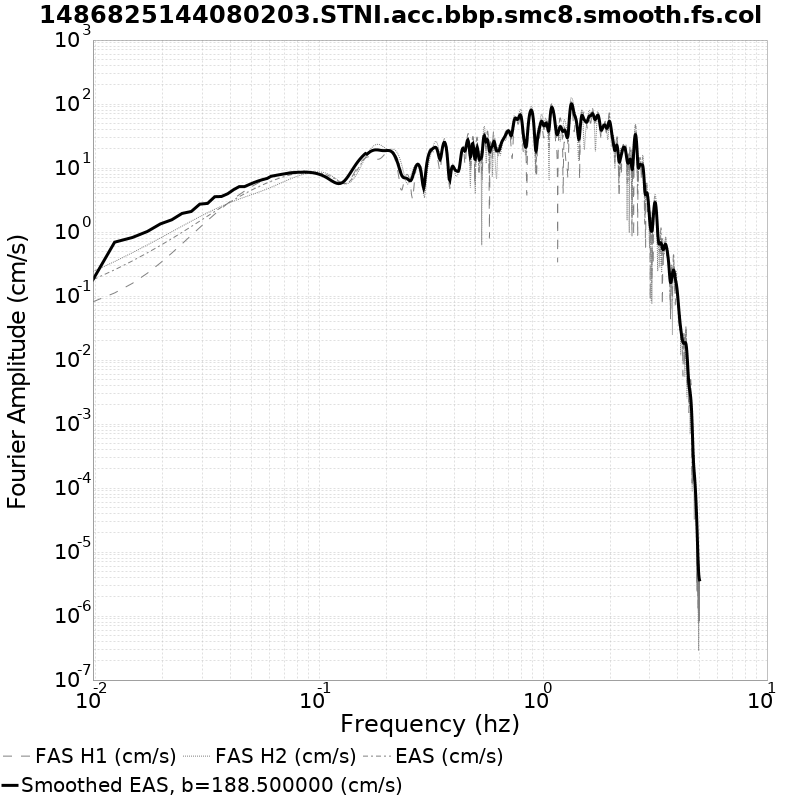 1486825144080203.STNI.acc.bbp.smc8.smooth.fs.col
Fourier Amplitude (cm/s)
10^3
10^2
10^1
10^0
10^-1
10^-2
10^-3
10^-4
10^-5
10^-6
10^-7
10^-2 10^-1 10^0 10^1
Frequency (hz)
FAS H1 (cm/s) FAS H2 (cm/s) EAS (cm/s)
Smoothed EAS, b=188.500000 (cm/s)